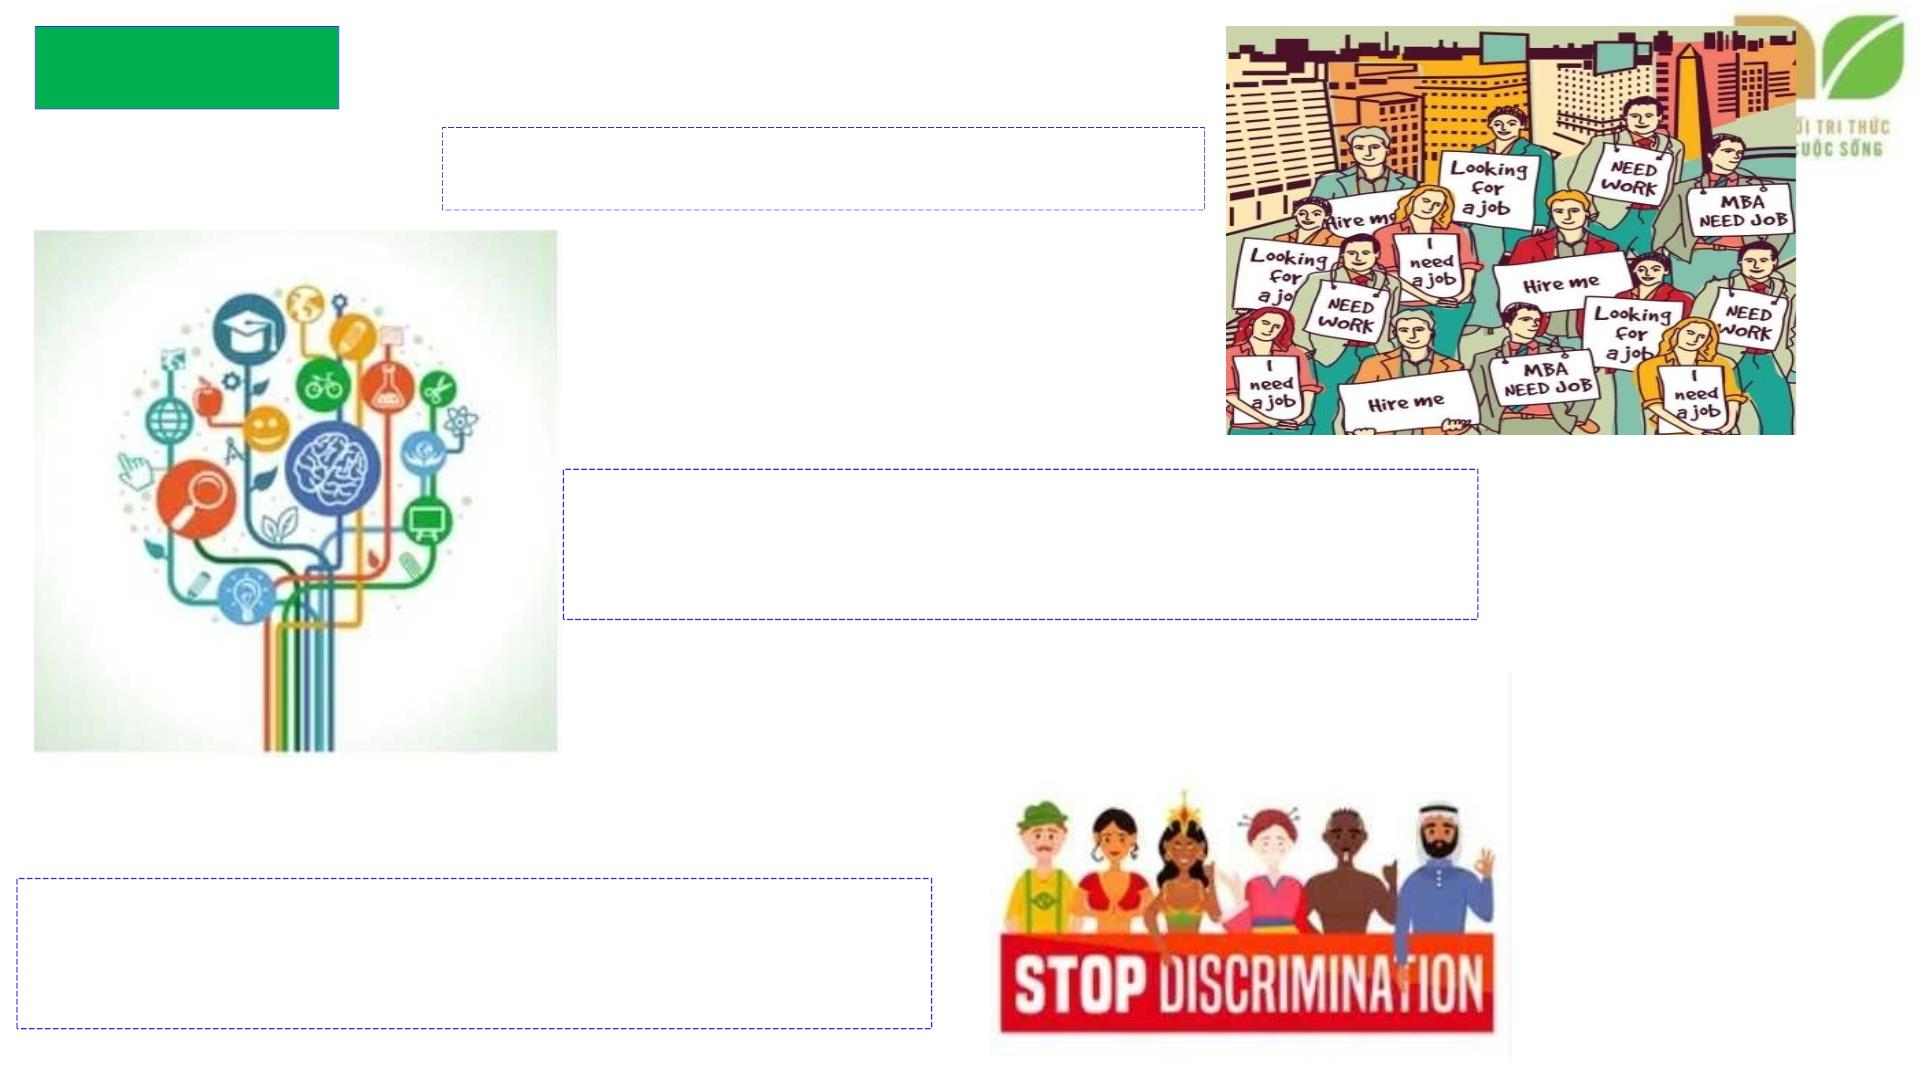 ỐI TRI THỨC
CUỘC SỐNG
Looking
for
a job
NEED
WORK
MBA
NEED JOB
Hire me
I
need
a job
Looking
for
a jo
NEED
WORK
Hire me
Looking
for
a job
NEED
WORK
I
need
a job
Hire me
MBA
NEED JOB
I
need
a job
STOP DISCRIMINATION